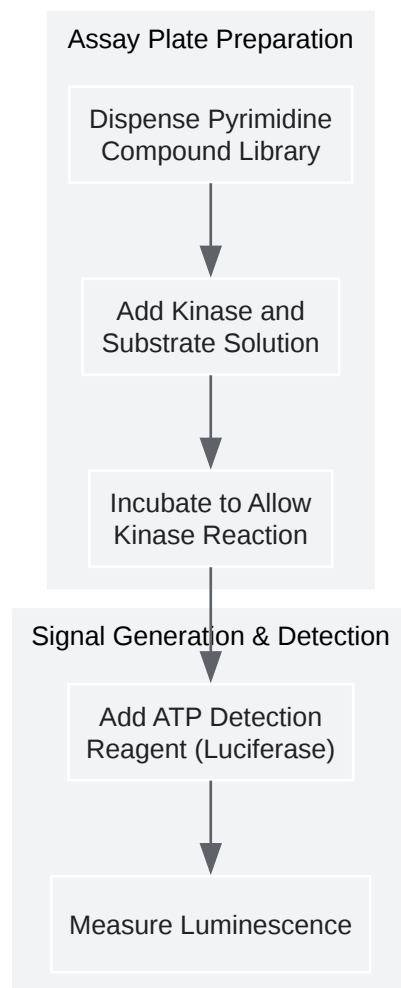 Assay Plate Preparation
Dispense Pyrimidine
Compound Library
Add Kinase and
Substrate Solution
Incubate to Allow
Kinase Reaction
Signal Generation & Detection
Add ATP Detection
Reagent (Luciferase)
Measure Luminescence